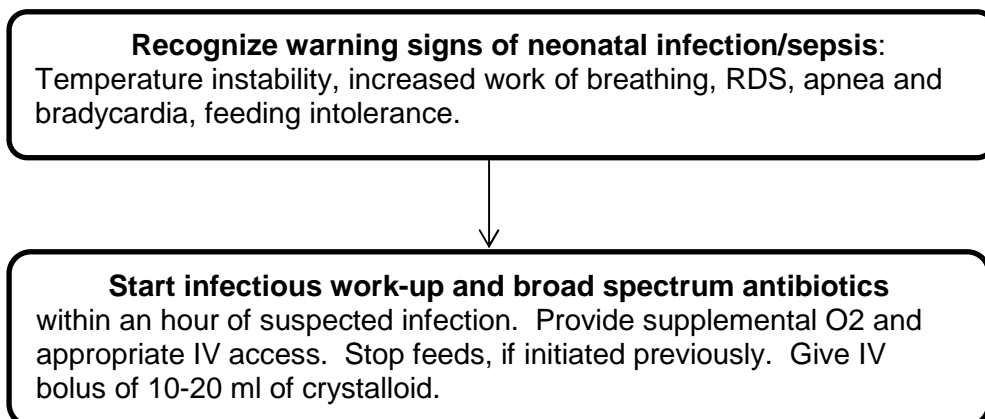 Recognize warning signs of neonatal infection/sepsis:
Temperature instability, increased work of breathing, RDS, apnea and
bradycardia, feeding intolerance.
Start infectious work-up and broad spectrum antibiotics
within an hour of suspected infection.  Provide supplemental O2 and
appropriate IV access.  Stop feeds, if initiated previously.  Give IV
bolus of 10-20 ml of crystalloid.